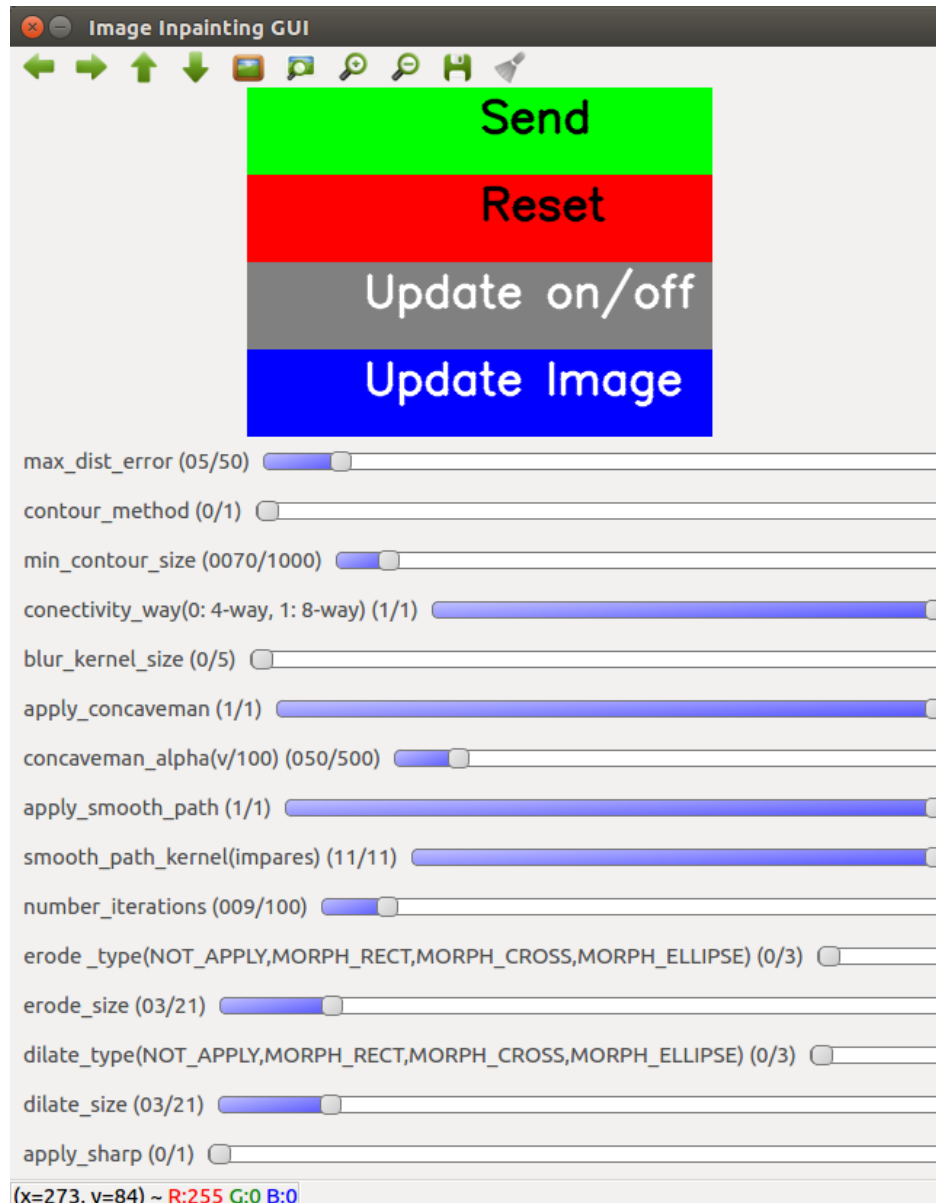 Image Inpainting GUI
Send
Reset
Update on/off
Update Image
max_dist_error (05/50)
contour_method (0/1)
min_contour_size (0070/1000)
conectivity_way(0: 4-way, 1: 8-way) (1/1)
blur_kernel_size (0/5)
apply_concaveman (1/1)
concaveman_alpha(v/100) (050/500)
apply_smooth_path (1/1)
smooth_path_kernel(impares) (11/11)
number_iterations (009/100)
erode _type(NOT_APPLY,MORPH_RECT,MORPH_CROSS,MORPH_ELLIPSE) (0/3)
erode_size (03/21)
dilate_type(NOT_APPLY,MORPH_RECT,MORPH_CROSS,MORPH_ELLIPSE) (0/3)
dilate_size (03/21)
apply_sharp (0/1)
(x=273, y=84) ~ R:255 G:0 B:0